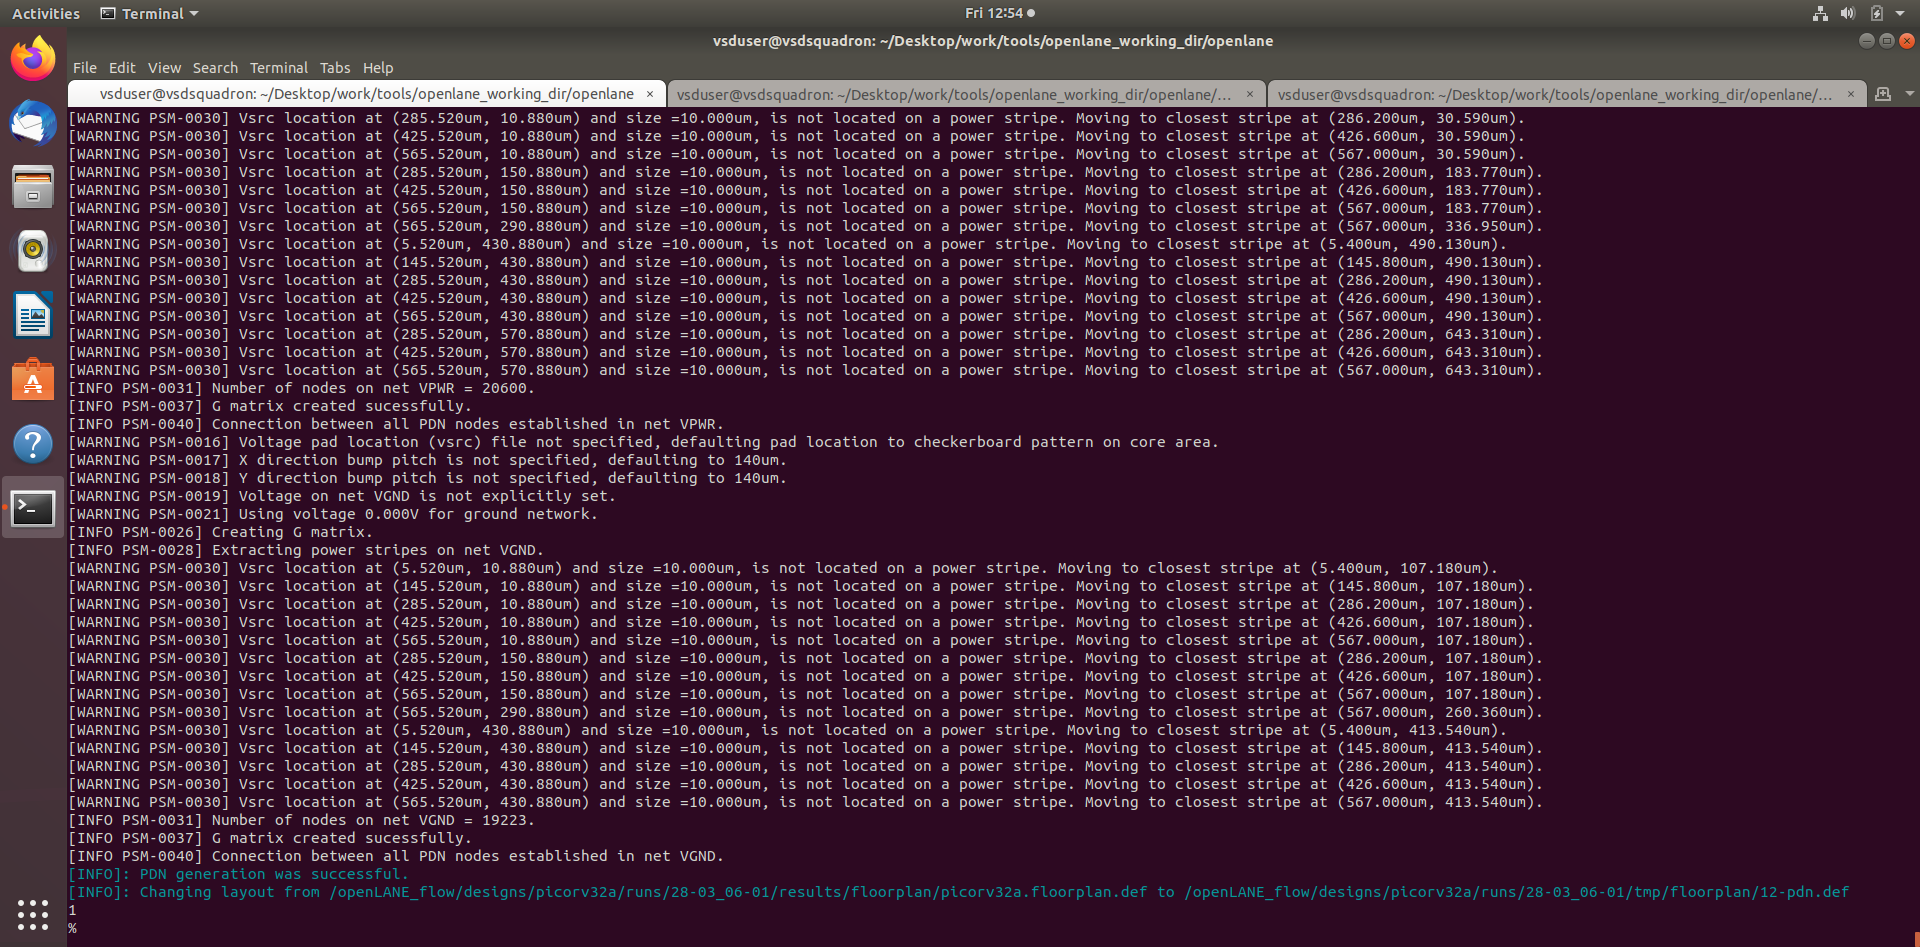 Activities
Terminal
Fri 12:54
vsduser@vsdsquadron: ~/Desktop/work/tools/openlane_working_dir/openlane
File Edit View Search Terminal Tabs Help
vsduser@vsdsquadron: ~/Desktop/work/tools/openlane_working_dir/openlane ×
vsduser@vsdsquadron: ~/Desktop/work/tools/openlane_working_dir/openlane/... ×
vsduser@vsdsquadron: ~/Desktop/work/tools/openlane_working_dir/openlane/... ×
[WARNING PSM-0030] Vsrc location at (285.520um, 10.880um) and size =10.000um, is not located on a power stripe. Moving to closest stripe at (286.200um, 30.590um).
[WARNING PSM-0030] Vsrc location at (425.520um, 10.880um) and size =10.000um, is not located on a power stripe. Moving to closest stripe at (426.600um, 30.590um).
[WARNING PSM-0030] Vsrc location at (565.520um, 10.880um) and size =10.000um, is not located on a power stripe. Moving to closest stripe at (567.000um, 30.590um).
[WARNING PSM-0030] Vsrc location at (285.520um, 150.880um) and size =10.000um, is not located on a power stripe. Moving to closest stripe at (286.200um, 183.770um).
[WARNING PSM-0030] Vsrc location at (425.520um, 150.880um) and size =10.000um, is not located on a power stripe. Moving to closest stripe at (426.600um, 183.770um).
[WARNING PSM-0030] Vsrc location at (565.520um, 150.880um) and size =10.000um, is not located on a power stripe. Moving to closest stripe at (567.000um, 183.770um).
[WARNING PSM-0030] Vsrc location at (565.520um, 290.880um) and size =10.000um, is not located on a power stripe. Moving to closest stripe at (567.000um, 336.950um).
[WARNING PSM-0030] Vsrc location at (5.520um, 430.880um) and size =10.000um, is not located on a power stripe. Moving to closest stripe at (5.400um, 490.130um).
[WARNING PSM-0030] Vsrc location at (145.520um, 430.880um) and size =10.000um, is not located on a power stripe. Moving to closest stripe at (145.800um, 490.130um).
[WARNING PSM-0030] Vsrc location at (285.520um, 430.880um) and size =10.000um, is not located on a power stripe. Moving to closest stripe at (286.200um, 490.130um).
[WARNING PSM-0030] Vsrc location at (425.520um, 430.880um) and size =10.000um, is not located on a power stripe. Moving to closest stripe at (426.600um, 490.130um).
[WARNING PSM-0030] Vsrc location at (565.520um, 430.880um) and size =10.000um, is not located on a power stripe. Moving to closest stripe at (567.000um, 490.130um).
[WARNING PSM-0030] Vsrc location at (285.520um, 570.880um) and size =10.000um, is not located on a power stripe. Moving to closest stripe at (286.200um, 643.310um).
[WARNING PSM-0030] Vsrc location at (425.520um, 570.880um) and size =10.000um, is not located on a power stripe. Moving to closest stripe at (426.600um, 643.310um).
[WARNING PSM-0030] Vsrc location at (565.520um, 570.880um) and size =10.000um, is not located on a power stripe. Moving to closest stripe at (567.000um, 643.310um).
[INFO PSM-0031] Number of nodes on net VPWR = 20600.
[INFO PSM-0037] G matrix created sucessfully.
[INFO PSM-0040] Connection between all PDN nodes established in net VPWR.
[WARNING PSM-0016] Voltage pad location (vsrc) file not specified, defaulting pad location to checkerboard pattern on core area.
[WARNING PSM-0017] X direction bump pitch is not specified, defaulting to 140um.
[WARNING PSM-0018] Y direction bump pitch is not specified, defaulting to 140um.
[WARNING PSM-0019] Voltage on net VGND is not explicitly set.
[WARNING PSM-0021] Using voltage 0.000V for ground network.
[INFO PSM-0026] Creating G matrix.
[INFO PSM-0028] Extracting power stripes on net VGND.
[WARNING PSM-0030] Vsrc location at (5.520um, 10.880um) and size =10.000um, is not located on a power stripe. Moving to closest stripe at (5.400um, 107.180um).
[WARNING PSM-0030] Vsrc location at (145.520um, 10.880um) and size =10.000um, is not located on a power stripe. Moving to closest stripe at (145.800um, 107.180um).
[WARNING PSM-0030] Vsrc location at (285.520um, 10.880um) and size =10.000um, is not located on a power stripe. Moving to closest stripe at (286.200um, 107.180um).
[WARNING PSM-0030] Vsrc location at (425.520um, 10.880um) and size =10.000um, is not located on a power stripe. Moving to closest stripe at (426.600um, 107.180um).
[WARNING PSM-0030] Vsrc location at (565.520um, 10.880um) and size =10.000um, is not located on a power stripe. Moving to closest stripe at (567.000um, 107.180um).
[WARNING PSM-0030] Vsrc location at (285.520um, 150.880um) and size =10.000um, is not located on a power stripe. Moving to closest stripe at (286.200um, 107.180um).
[WARNING PSM-0030] Vsrc location at (425.520um, 150.880um) and size =10.000um, is not located on a power stripe. Moving to closest stripe at (426.600um, 107.180um).
[WARNING PSM-0030] Vsrc location at (565.520um, 150.880um) and size =10.000um, is not located on a power stripe. Moving to closest stripe at (567.000um, 107.180um).
[WARNING PSM-0030] Vsrc location at (565.520um, 290.880um) and size =10.000um, is not located on a power stripe. Moving to closest stripe at (567.000um, 260.360um).
[WARNING PSM-0030] Vsrc location at (5.520um, 430.880um) and size =10.000um, is not located on a power stripe. Moving to closest stripe at (5.400um, 413.540um).
[WARNING PSM-0030] Vsrc location at (145.520um, 430.880um) and size =10.000um, is not located on a power stripe. Moving to closest stripe at (145.800um, 413.540um).
[WARNING PSM-0030] Vsrc location at (285.520um, 430.880um) and size =10.000um, is not located on a power stripe. Moving to closest stripe at (286.200um, 413.540um).
[WARNING PSM-0030] Vsrc location at (425.520um, 430.880um) and size =10.000um, is not located on a power stripe. Moving to closest stripe at (426.600um, 413.540um).
[WARNING PSM-0030] Vsrc location at (565.520um, 430.880um) and size =10.000um, is not located on a power stripe. Moving to closest stripe at (567.000um, 413.540um).
[INFO PSM-0031] Number of nodes on net VGND = 19223.
[INFO PSM-0037] G matrix created sucessfully.
[INFO PSM-0040] Connection between all PDN nodes established in net VGND.
[INFO]: PDN generation was successful.
[INFO]: Changing layout from /openLANE_flow/designs/picorv32a/runs/28-03_06-01/results/floorplan/picorv32a.floorplan.def to /openLANE_flow/designs/picorv32a/runs/28-03_06-01/tmp/floorplan/12-pdn.def
1
%